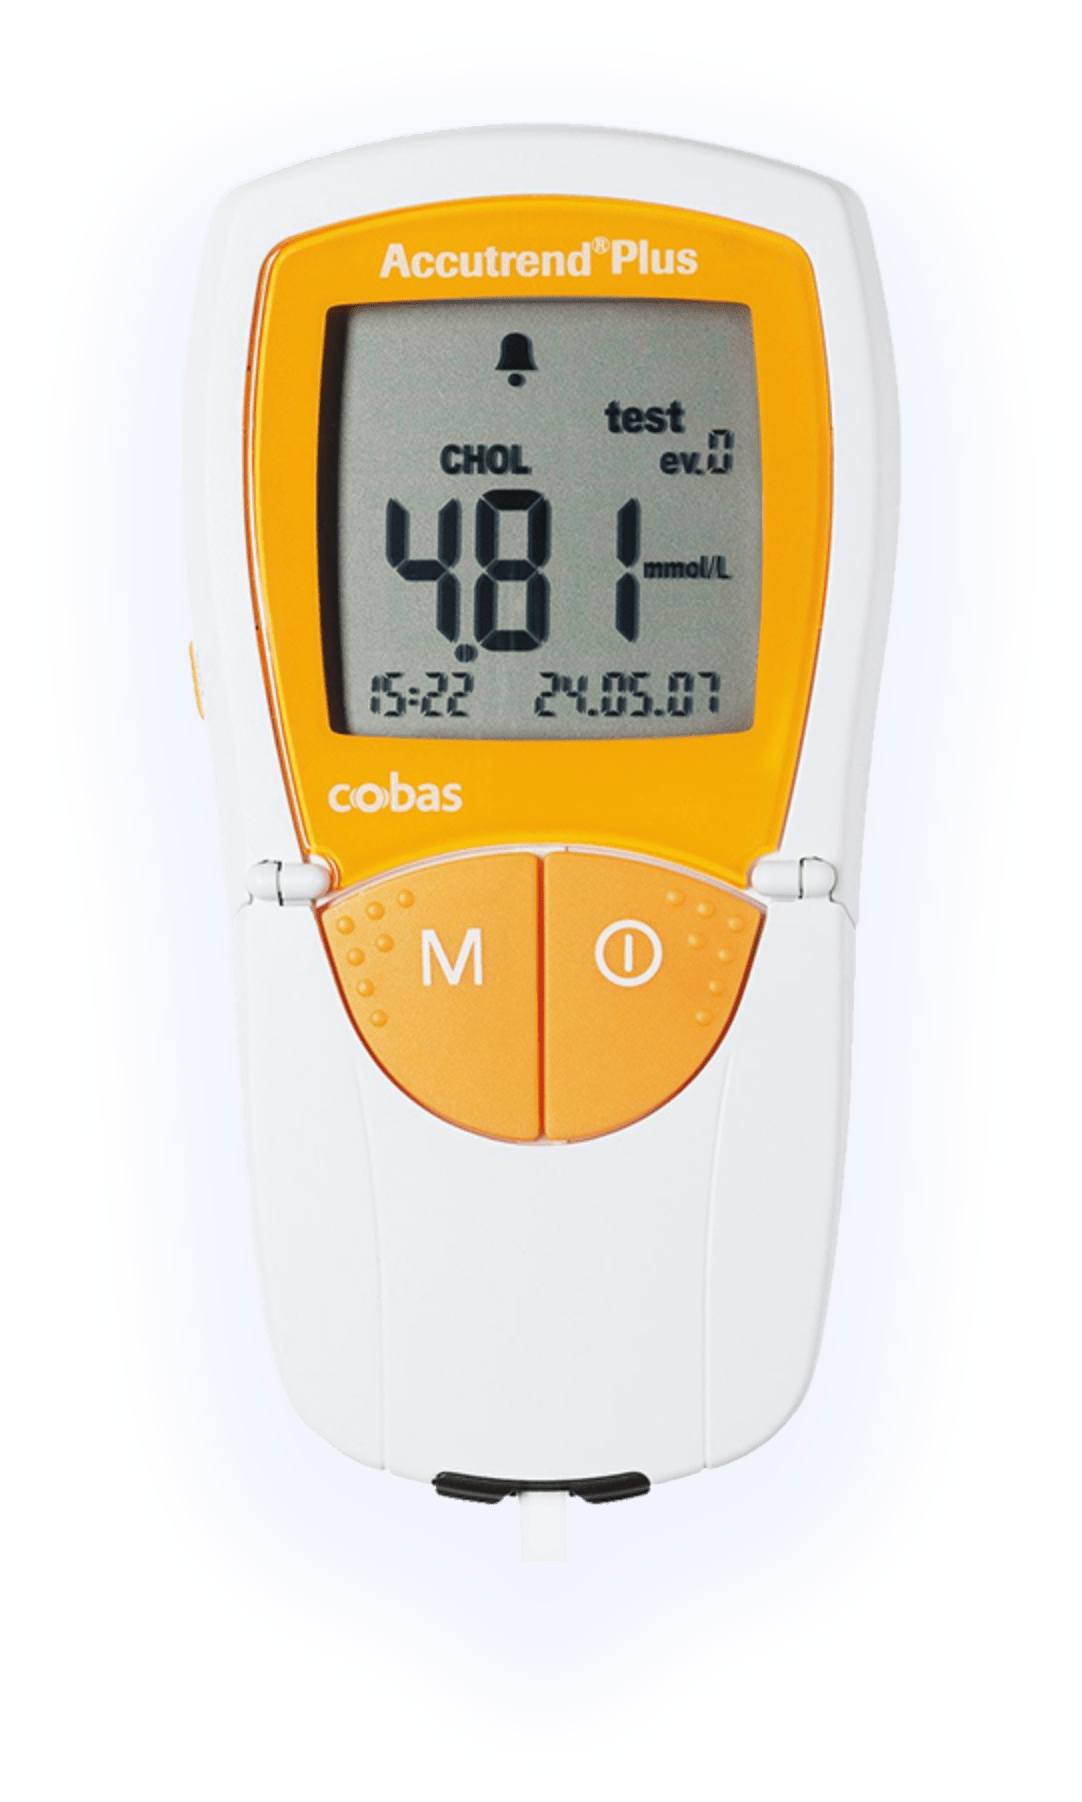 Accutrend®Plus
test
CHOL ev.0
4.81 mmol/L
15:22 24.05.07
cobas
M